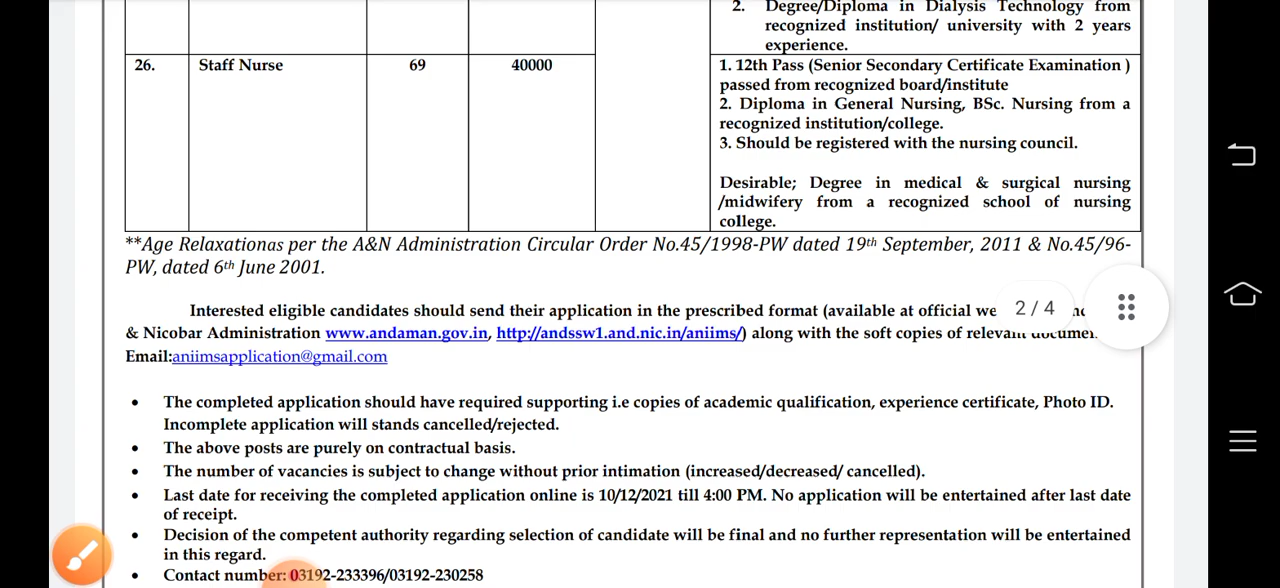 2. Degree/Diploma in Dialysis Technology from
recognized institution/ university with 2 years
experience.
26. Staff Nurse 69 40000
1. 12th Pass (Senior Secondary Certificate Examination )
passed from recognized board/institute
2. Diploma in General Nursing, BSc. Nursing from a
recognized institution/college.
3. Should be registered with the nursing council.
Desirable; Degree in medical & surgical nursing
/midwifery from a recognized school of nursing
college.
**Age Relaxationas per the A&N Administration Circular Order No.45/1998-PW dated 19th September, 2011 & No.45/96-
PW, dated 6th June 2001.
Interested eligible candidates should send their application in the prescribed format (available at official
2 / 4
& Nicobar Administration www.andaman.gov.in, http://andssw1.and.nic.in/aniims/) along with the soft copies of relevant
Email:aniimsapplication@gmail.com
• The completed application should have required supporting i.e copies of academic qualification, experience certificate, Photo ID.
Incomplete application will stands cancelled/rejected.
• The above posts are purely on contractual basis.
• The number of vacancies is subject to change without prior intimation (increased/decreased/ cancelled).
• Last date for receiving the completed application online is 10/12/2021 till 4:00 PM. No application will be entertained after last date
of receipt.
• Decision of the competent authority regarding selection of candidate will be final and no further representation will be entertained
in this regard.
• Contact number: 03192-233396/03192-230258